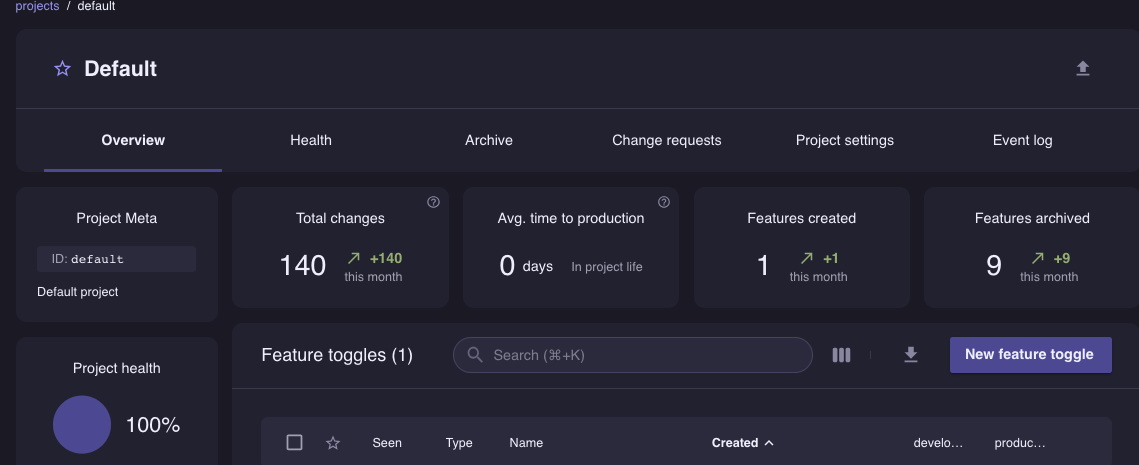 projects / default
Default
Overview Health Archive Change requests Project settings Event log
Project Meta
ID: default
Default project
Total changes
140 +140
this month
Avg. time to production
0 days In project life
Features created
1 +1
this month
Features archived
9 +9
this month
Project health
100%
Feature toggles (1)
Search (⌘+K)
New feature toggle
Seen Type Name Created develo… produc…